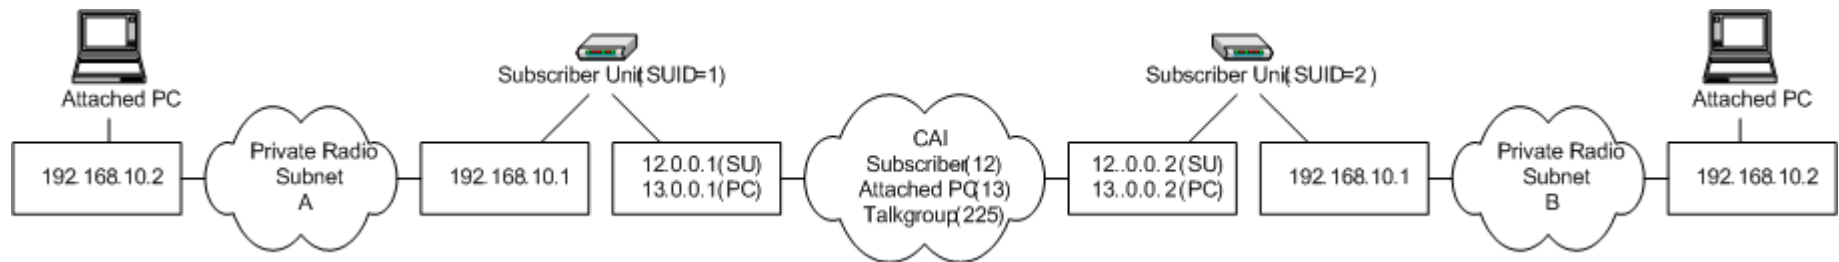 Attached PC
192.168.10.2
Private Radio
Subnet
A
Subscriber Unit(SUID=1)
192.168.10.1
12.0.0.1(SU)
13.0.0.1(PC)
CAI
Subscriber(12)
Attached PC(13)
Talkgroup(225)
Subscriber Unit(SUID=2)
12..0.0.2(SU)
13..0.0.2(PC)
192.168.10.1
Private Radio
Subnet
B
Attached PC
192.168.10.2